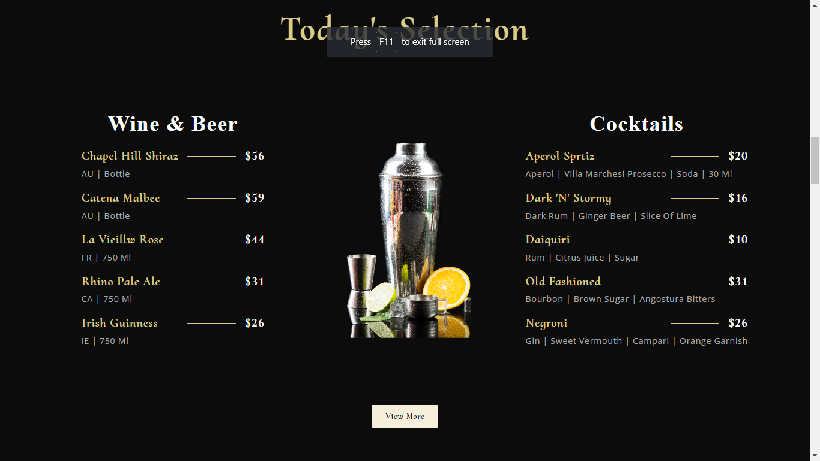 Today's Selection
Press F11 to exit full screen
Wine & Beer
Chapel Hill Shiraz $56
AU | Bottle
Catena Malbee $59
AU | Bottle
La Vieillw Rose $44
FR | 750 Ml
Rhino Pale Ale $31
CA | 750 Ml
Irish Guinness $26
IE | 750 Ml
Cocktails
Aperol Sprtiz $20
Aperol | Villa Marchesi Prosecco | Soda | 30 Ml
Dark 'N' Stormy $16
Dark Rum | Ginger Beer | Slice Of Lime
Daiquiri $10
Rum | Citrus Juice | Sugar
Old Fashioned $31
Bourbon | Brown Sugar | Angostura Bitters
Negroni $26
Gin | Sweet Vermouth | Campari | Orange Garnish
View More